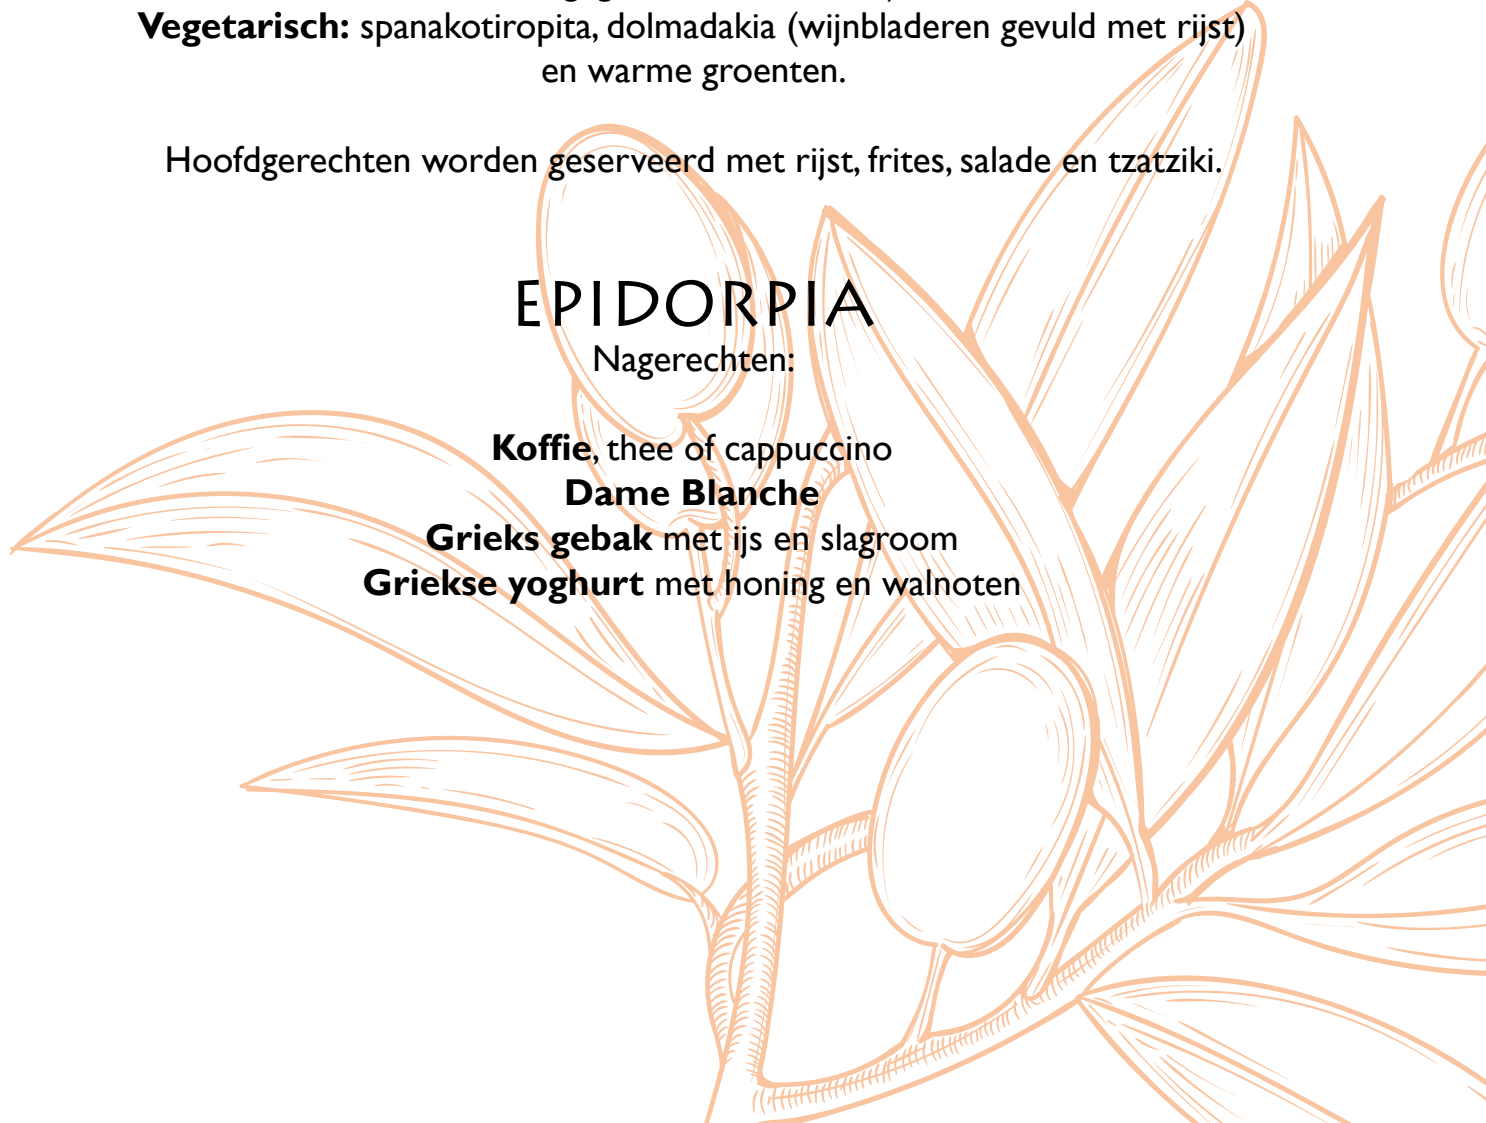 Vegetarisch: spanakotiropita, dolmadakia (wijnbladeren gevuld met rijst)
en warme groenten.
Hoofdgerechten worden geserveerd met rijst, frites, salade en tzatziki.
EPIDORPIA
Nagerechten:
Koffie, thee of cappuccino
Dame Blanche
Grieks gebak met ijs en slagroom
Griekse yoghurt met honing en walnoten